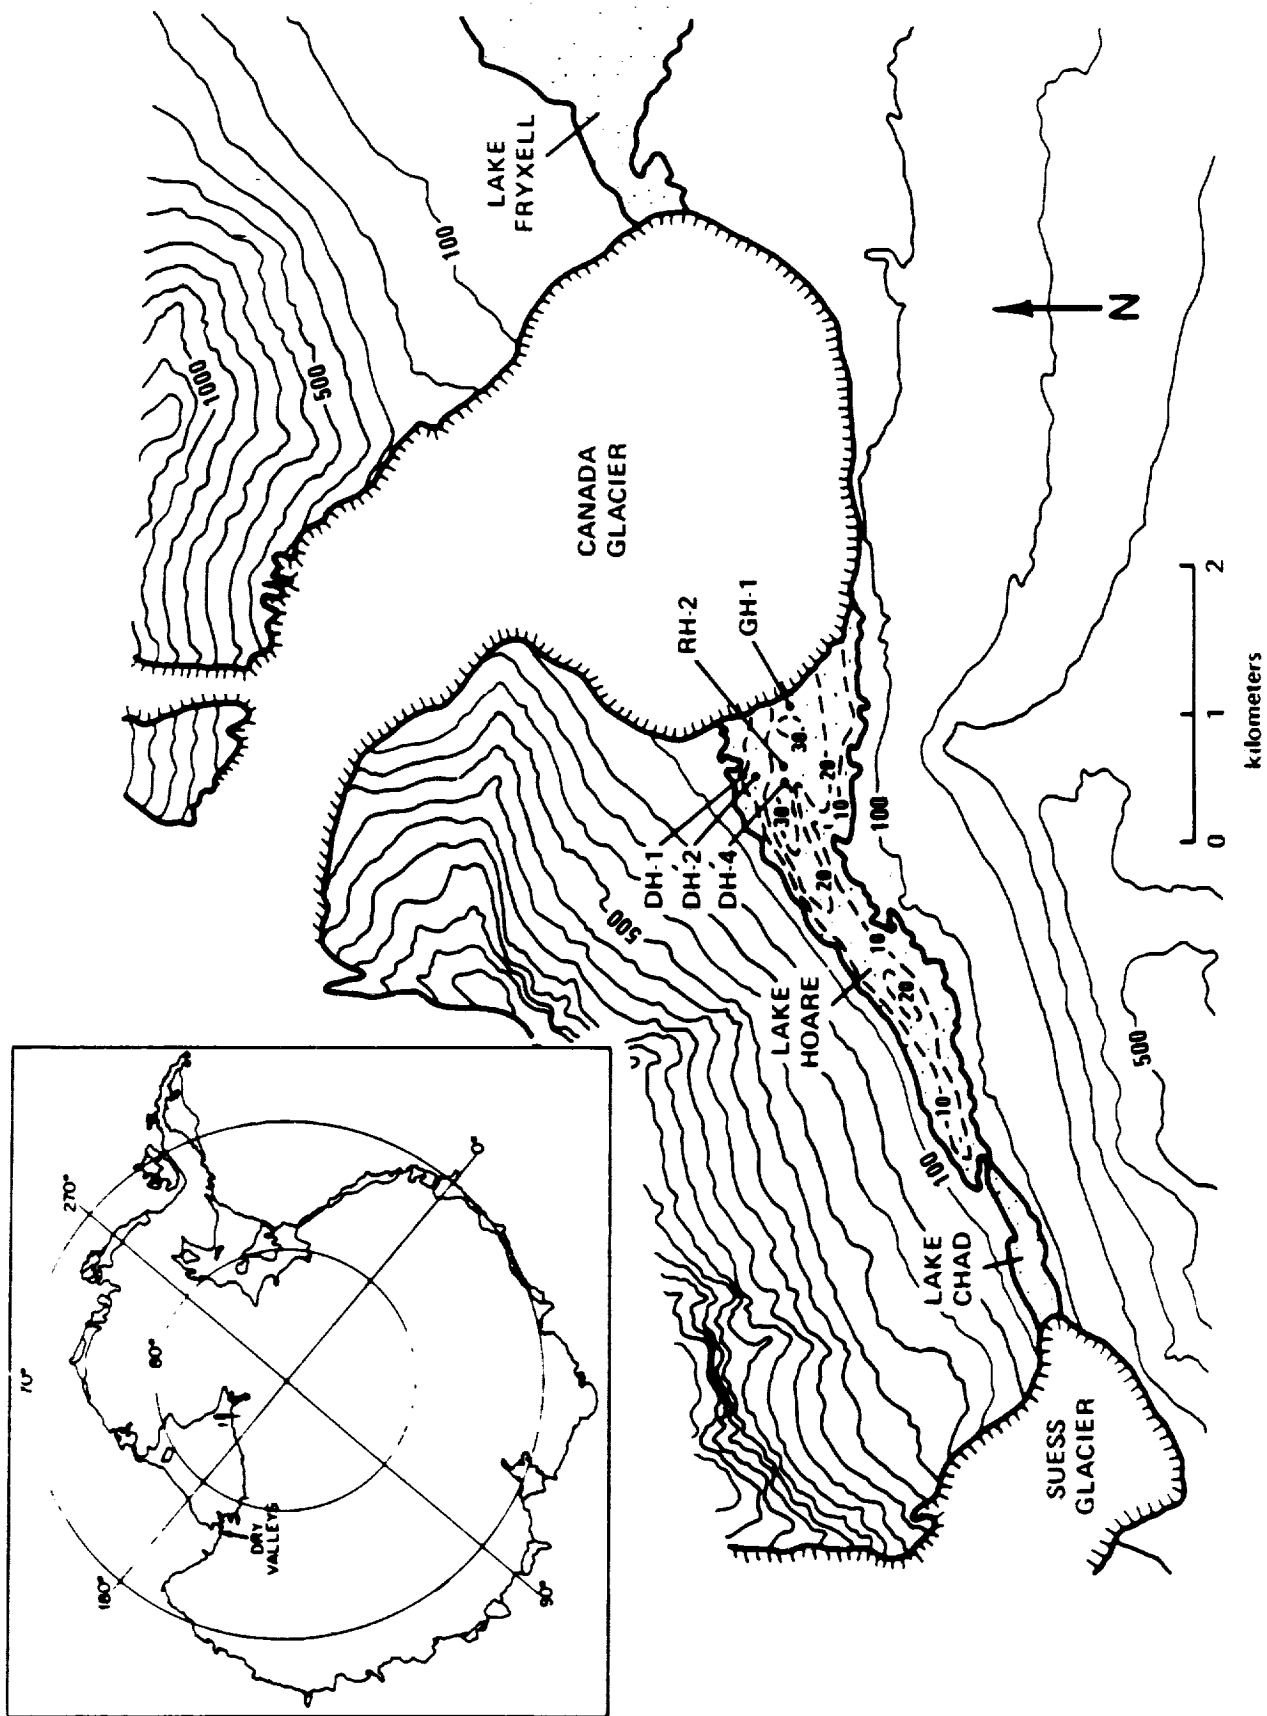 70°
80°
270°
0°
180°
90°
DRY
VALLEYS
LAKE
FRYXELL
100
1000
500
CANADA
GLACIER
RH-2
GH-1
DH-1
DH-2
DH-4
30
30
20
10
20
10
20
10
100
500
LAKE
HOARE
100
LAKE
CHAD
SUESS
GLACIER
500
N
0 1 2
kilometers